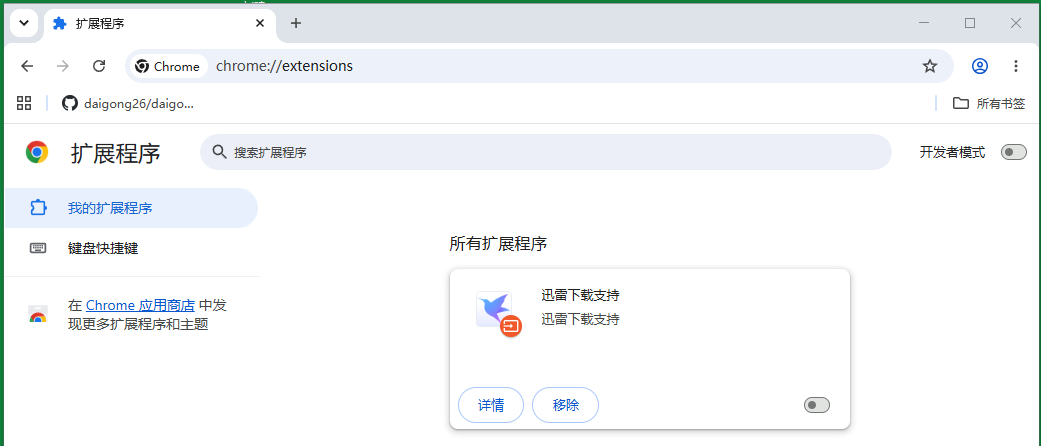 扩展程序
Chrome
chrome://extensions
daigong26/daigo...
所有书签
扩展程序
搜索扩展程序
开发者模式
我的扩展程序
键盘快捷键
在 Chrome 应用商店 中发
现更多扩展程序和主题
所有扩展程序
迅雷下载支持
迅雷下载支持
详情
移除